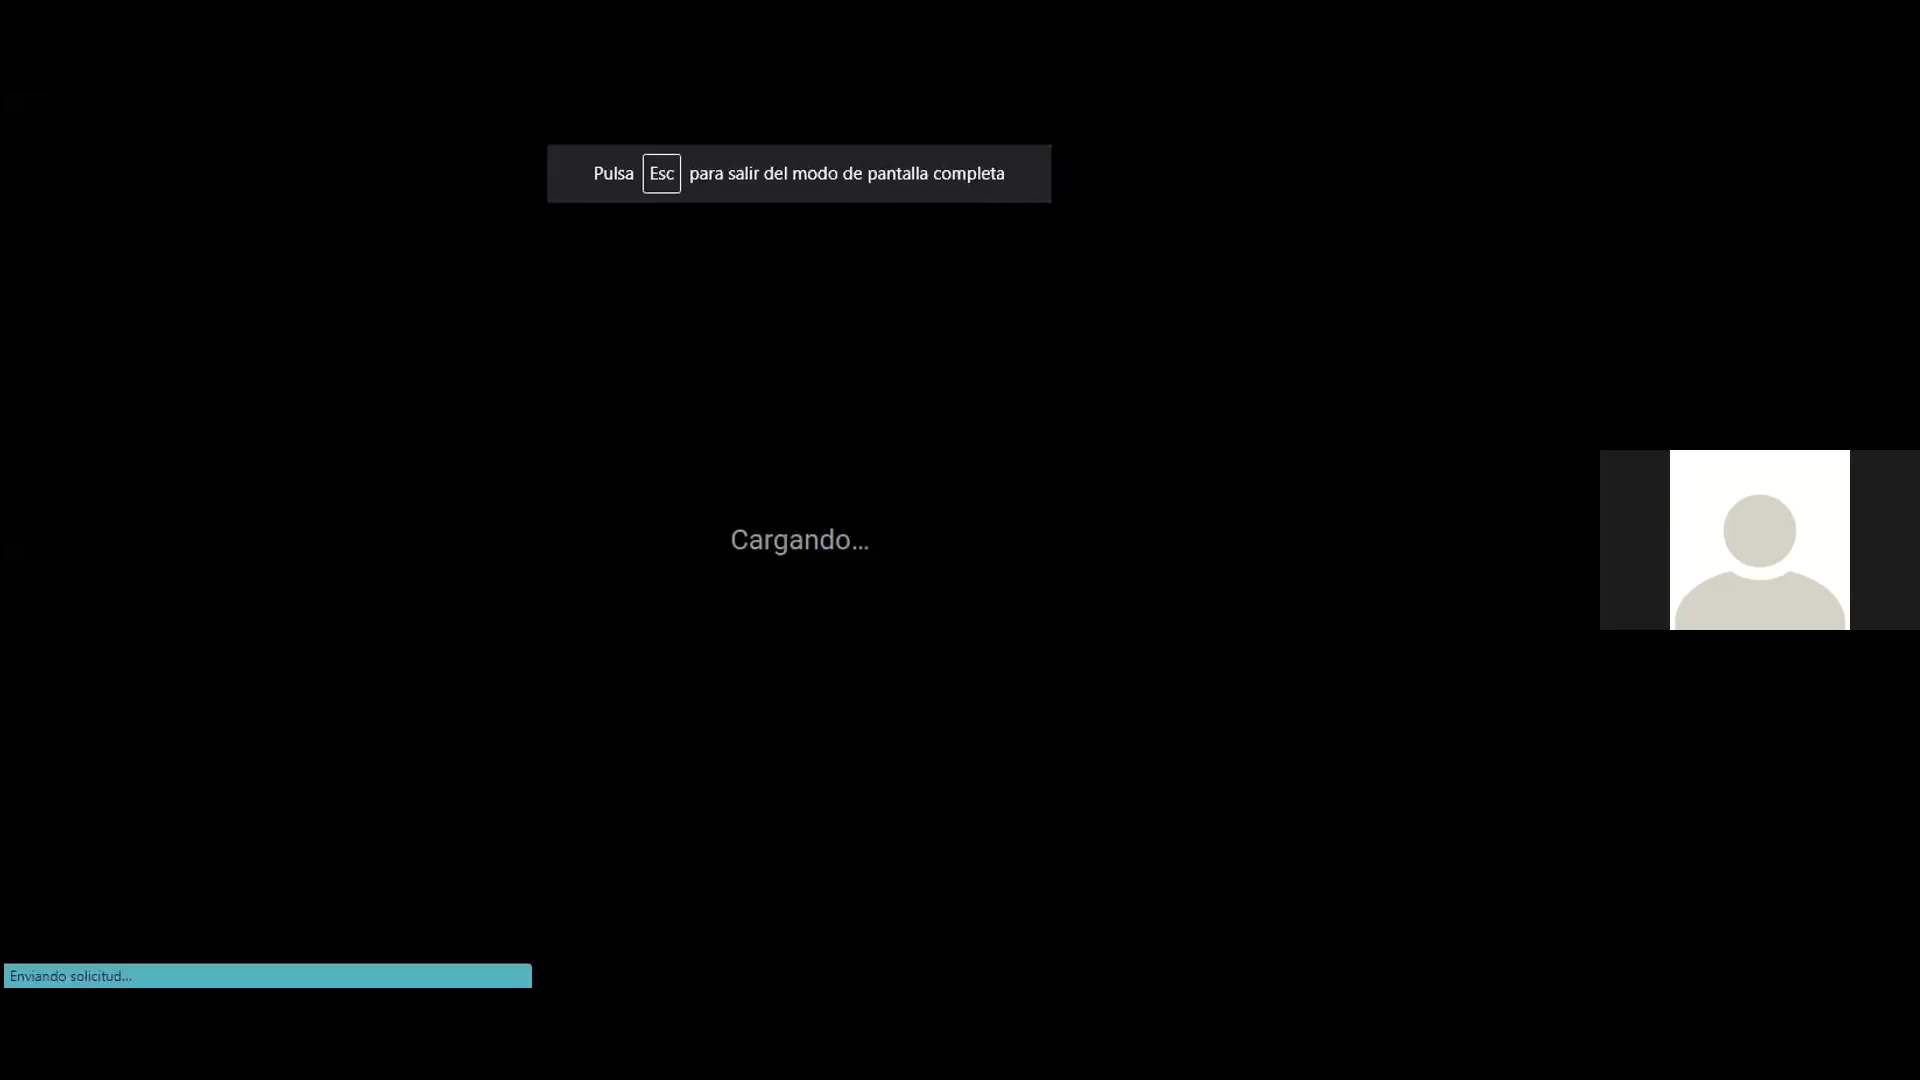 Pulsa Esc para salir del modo de pantalla completa
Cargando...
Enviando solicitud...